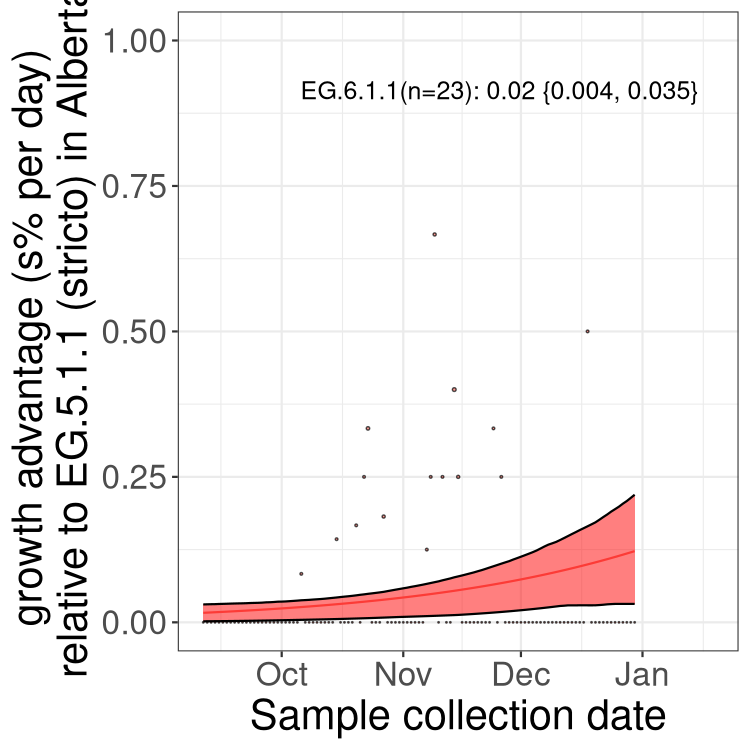 growth advantage (s% per day)
relative to EG.5.1.1 (stricto) in Alberta
1.00
0.75
0.50
0.25
0.00
EG.6.1.1(n=23): 0.02 {0.004, 0.035}
Oct
Nov
Dec
Jan
Sample collection date